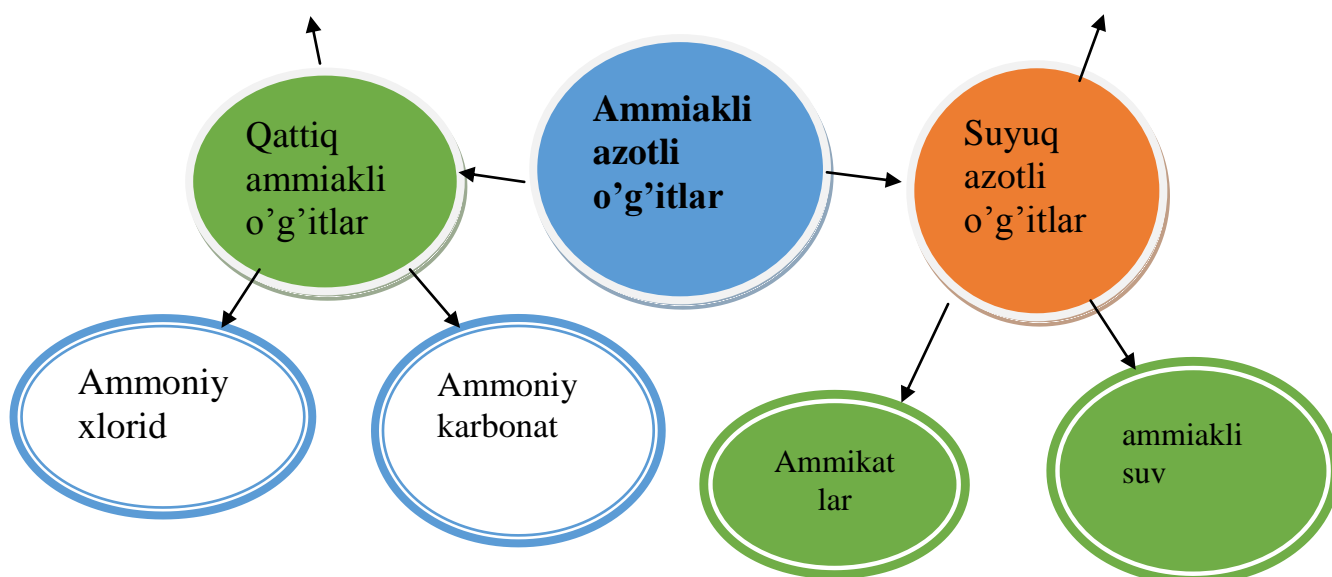 Qattiq
ammiakli
o’g’itlar
Ammiakli
azotli
o’g’itlar
Suyuq
azotli
o’g’itlar
Ammoniy
xlorid
Ammoniy
karbonat
Ammikat
lar
ammiakli
suv